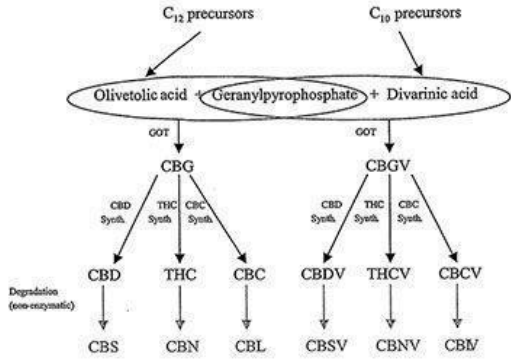 C12 precursors C10 precursors
Olivetolic acid + Geranylpyrophosphate + Divarinic acid
GOT GOT
CBG CBGV
CBD THC CBC CBD THC CBC
Synth. Synth. Synth. Synth. Synth. Synth.
CBD THC CBC CBDV THCV CBCV
Degradation
(non-enzymatic)
CBS CBN CBL CBSV CBNV